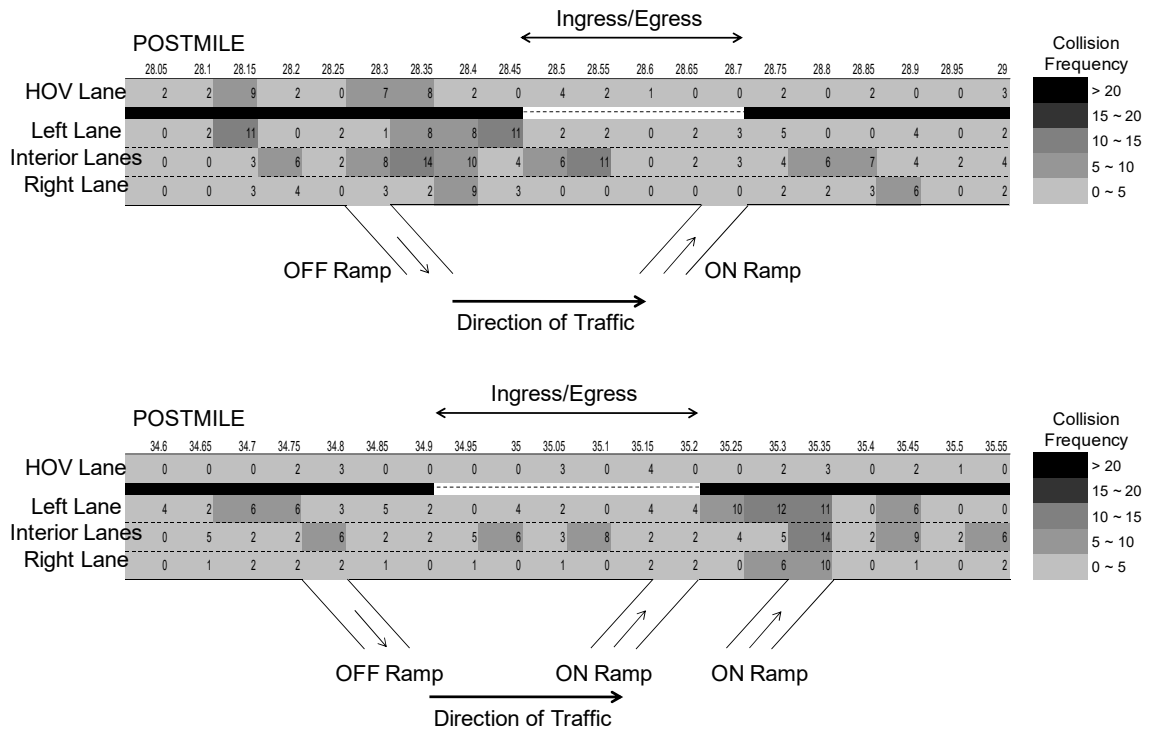 Ingress/Egress
POSTMILE
28.05 28.1 28.15 28.2 28.25 28.3 28.35 28.4 28.45 28.5 28.55 28.6 28.65 28.7 28.75 28.8 28.85 28.9 28.95 29
HOV Lane 2 2 9 2 0 7 8 2 0 4 2 1 0 0 2 0 2 0 0 3
Left Lane 0 2 11 0 2 1 8 8 11 2 2 0 2 3 5 0 0 4 0 2
Interior Lanes 0 0 3 6 2 8 14 10 4 6 11 0 2 3 4 6 7 4 2 4
Right Lane 0 0 3 4 0 3 2 9 3 0 0 0 0 0 2 2 3 6 0 2
Collision
Frequency
> 20
15 ~ 20
10 ~ 15
5 ~ 10
0 ~ 5
OFF Ramp
ON Ramp
Direction of Traffic
Ingress/Egress
POSTMILE
34.6 34.65 34.7 34.75 34.8 34.85 34.9 34.95 35 35.05 35.1 35.15 35.2 35.25 35.3 35.35 35.4 35.45 35.5 35.55
HOV Lane 0 0 0 2 3 0 0 0 0 3 0 4 0 0 2 3 0 2 1 0
Left Lane 4 2 6 6 3 5 2 0 4 2 0 4 4 10 12 11 0 6 0 0
Interior Lanes 0 5 2 2 6 2 2 5 6 3 8 2 2 4 5 14 2 9 2 6
Right Lane 0 1 2 2 2 1 0 1 0 1 0 2 2 0 6 10 0 1 0 2
Collision
Frequency
> 20
15 ~ 20
10 ~ 15
5 ~ 10
0 ~ 5
OFF Ramp
ON Ramp
ON Ramp
Direction of Traffic